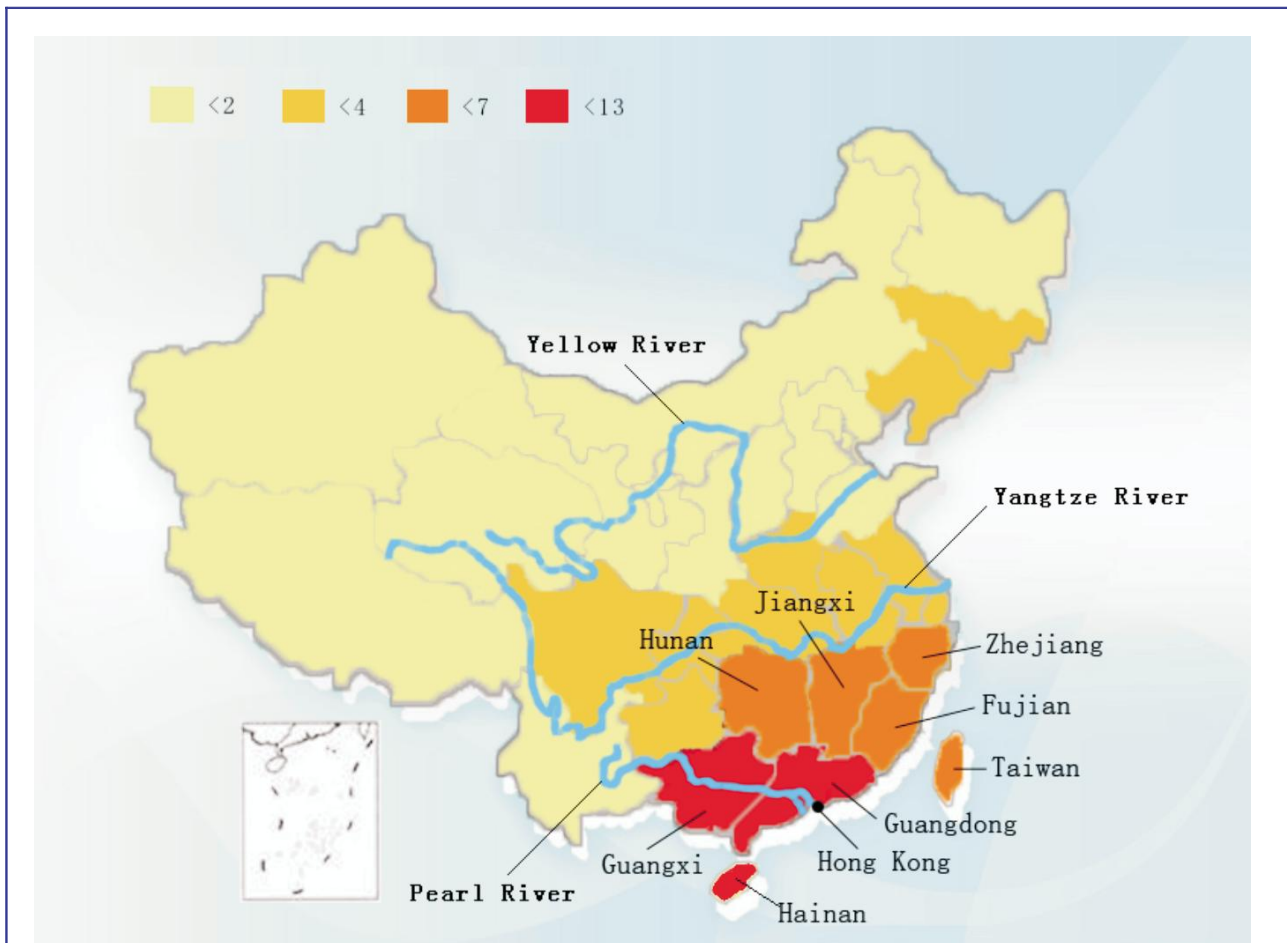 <2 <4 <7 <13
Yellow River
Yangtze River
Jiangxi
Hunan
Zhejiang
Fujian
Taiwan
Guangdong
Guangxi
Hong Kong
Pearl River
Hainan